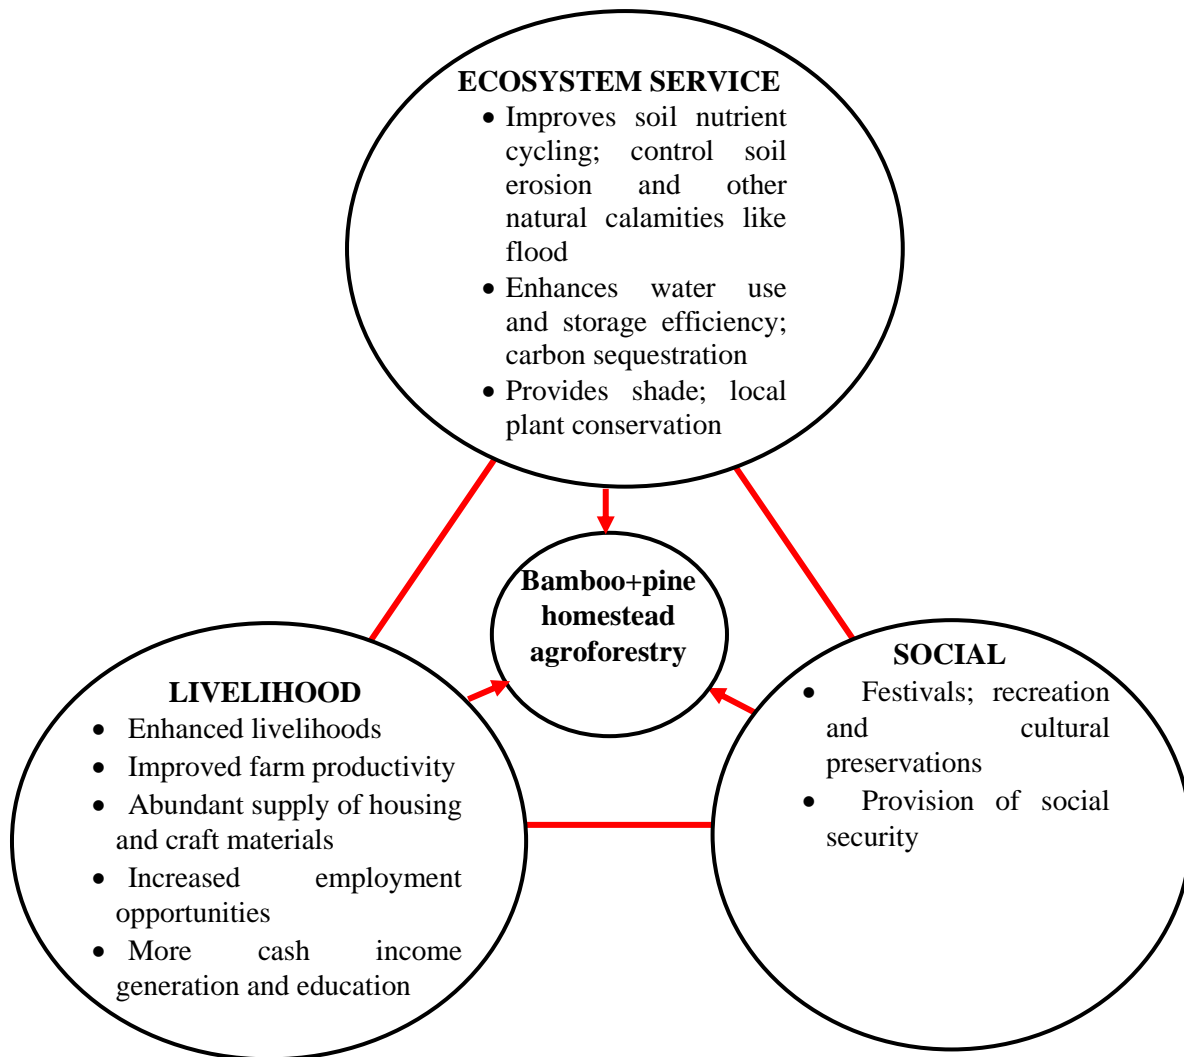 ECOSYSTEM SERVICE
• Improves soil nutrient
cycling; control soil
erosion and other
natural calamities like
flood
• Enhances water use
and storage efficiency;
carbon sequestration
• Provides shade; local
plant conservation
Bamboo+pine
homestead
agroforestry
LIVELIHOOD
• Enhanced livelihoods
• Improved farm productivity
• Abundant supply of housing
and craft materials
• Increased employment
opportunities
• More cash income
generation and education
SOCIAL
• Festivals; recreation
and cultural
preservations
• Provision of social
security